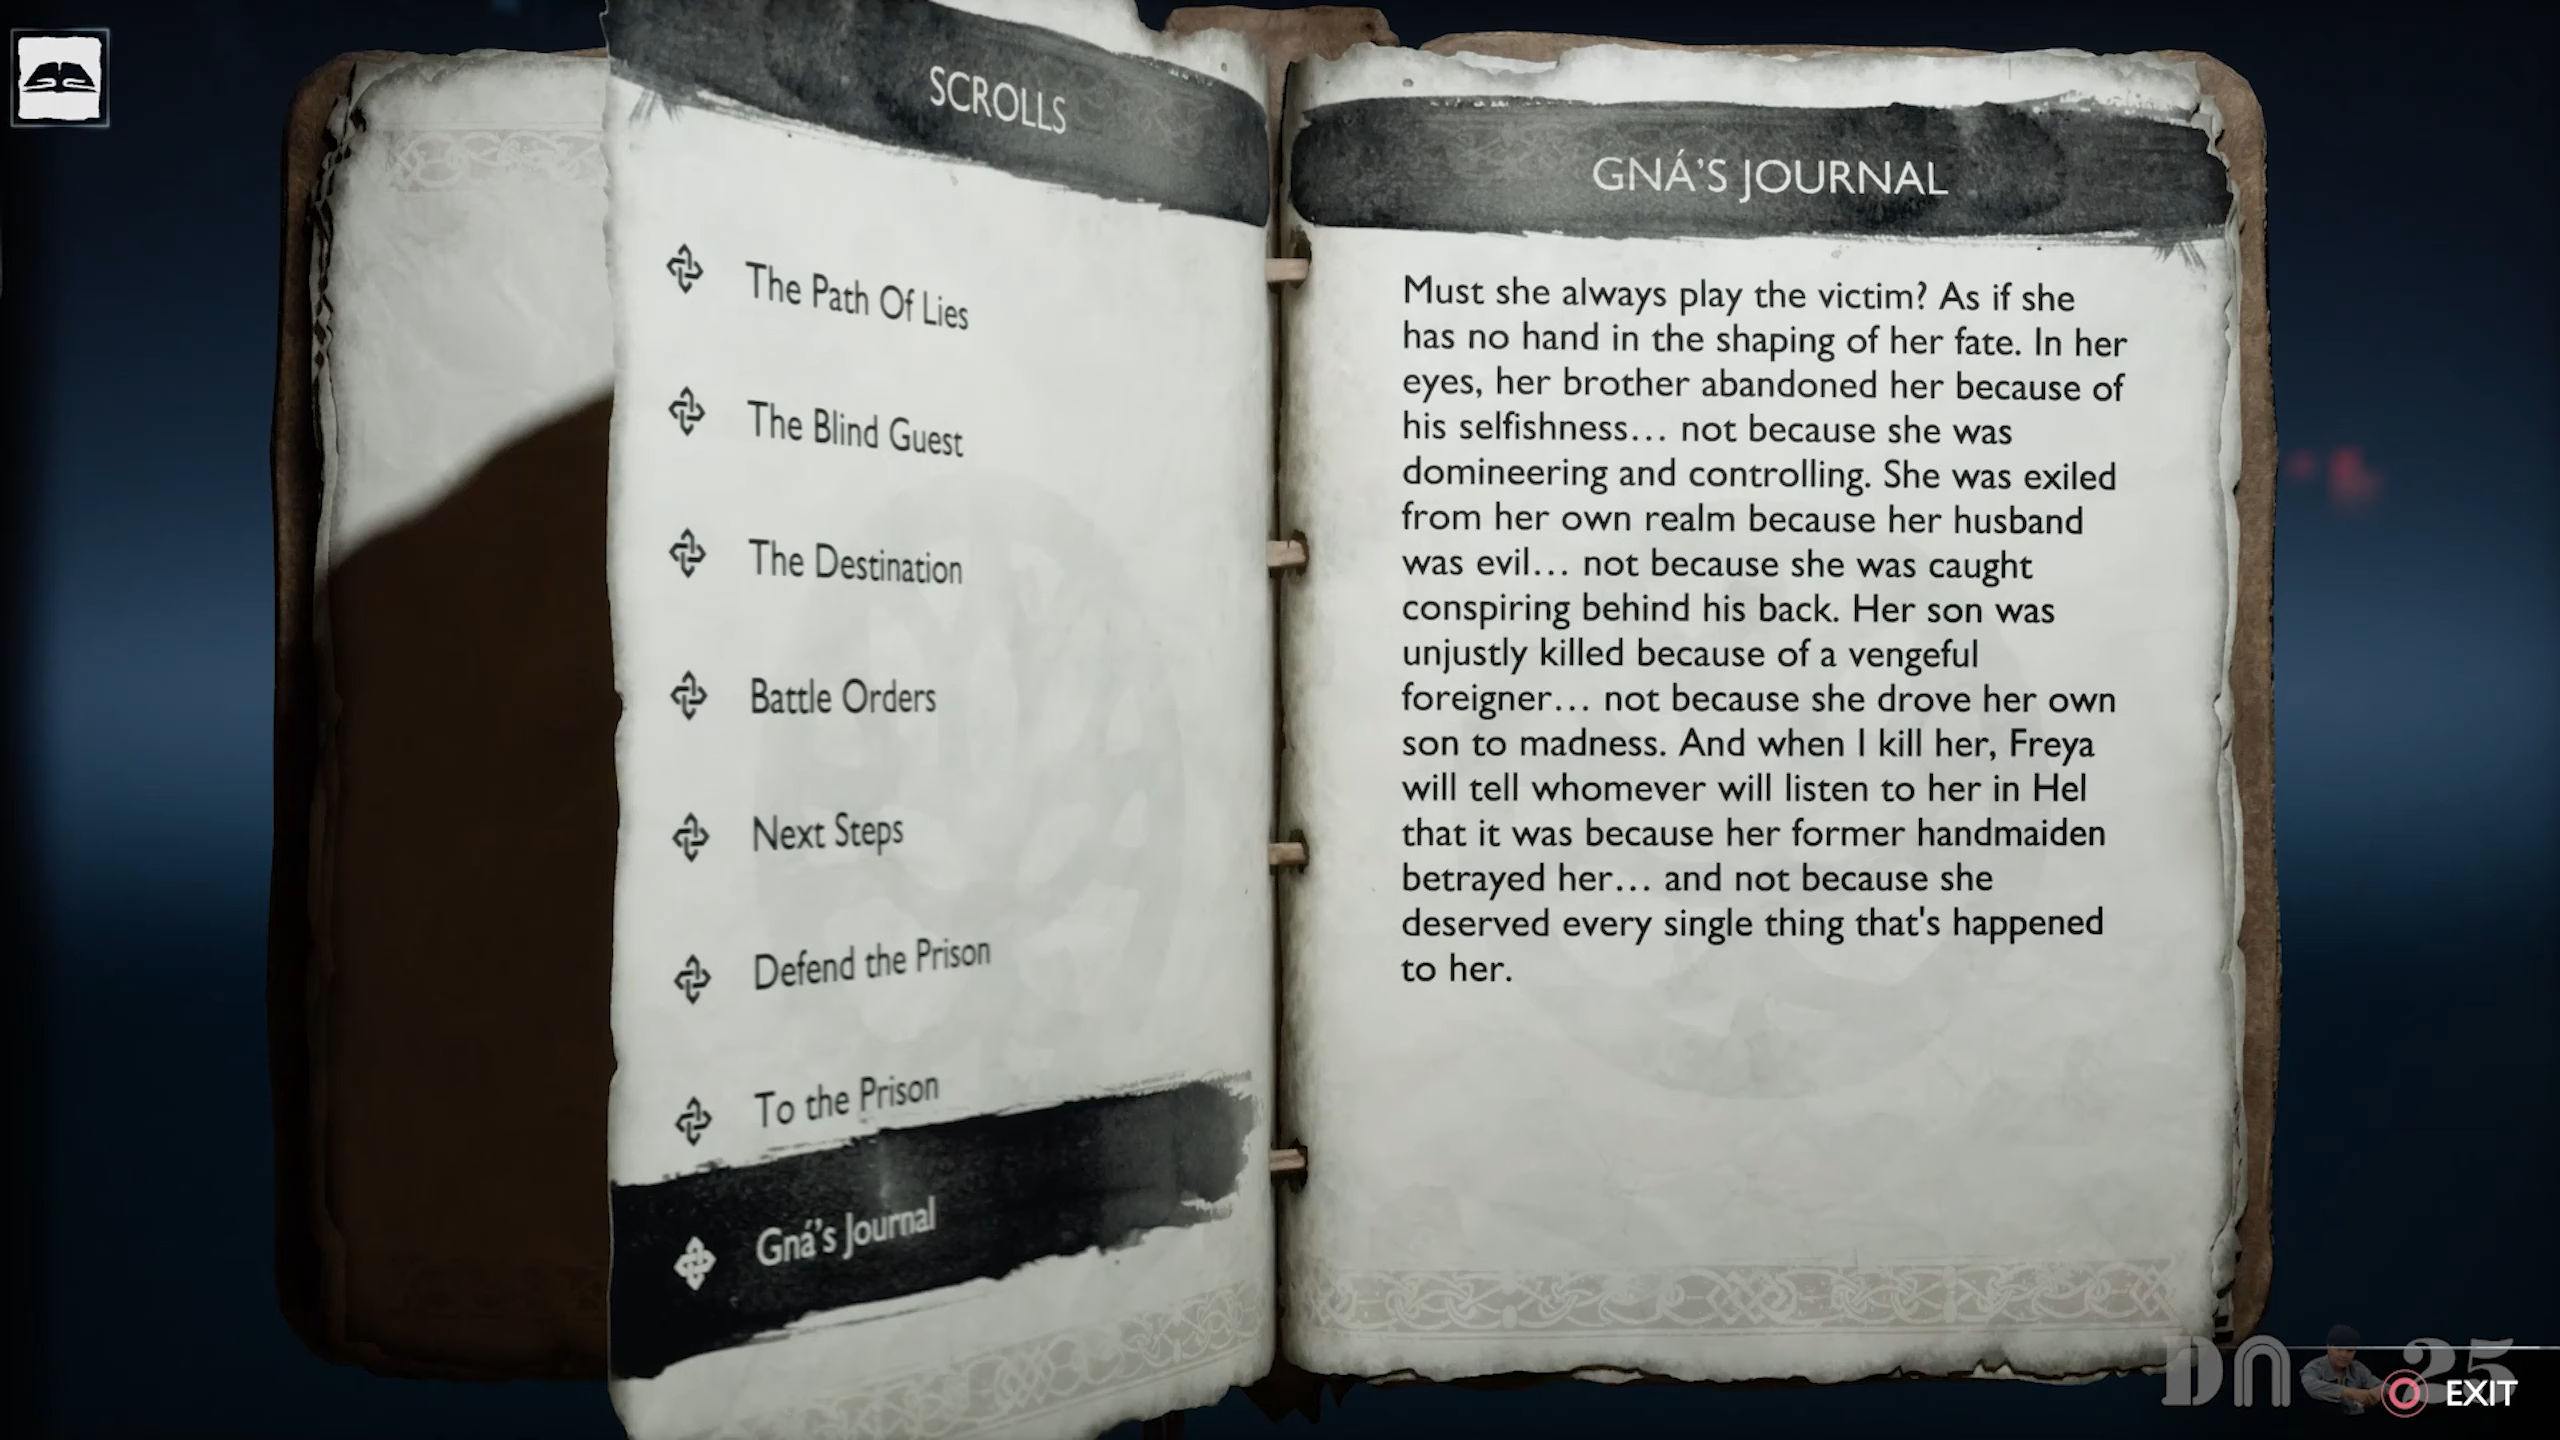 SCROLLS
The Path Of Lies
The Blind Guest
The Destination
Battle Orders
Next Steps
Defend the Prison
To the Prison
Gná's Journal
GNÁ'S JOURNAL
Must she always play the victim? As if she
has no hand in the shaping of her fate. In her
eyes, her brother abandoned her because of
his selfishness... not because she was
domineering and controlling. She was exiled
from her own realm because her husband
was evil... not because she was caught
conspiring behind his back. Her son was
unjustly killed because of a vengeful
foreigner... not because she drove her own
son to madness. And when I kill her, Freya
will tell whomever will listen to her in Hel
that it was because her former handmaiden
betrayed her... and not because she
deserved every single thing that's happened
to her.
DN 25
EXIT